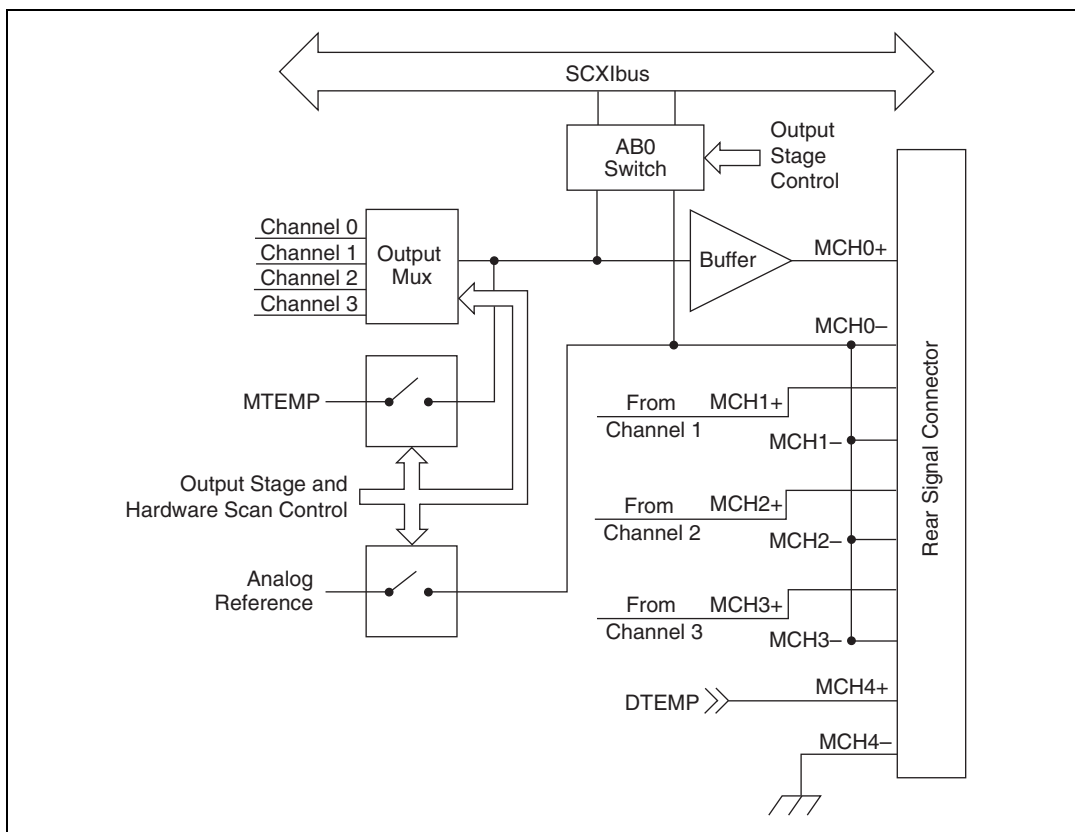 SCXIbus
AB0
Switch
Output
Stage
Control
Channel 0
Channel 1
Channel 2
Channel 3
Output
Mux
Buffer
MCH0+
MCH0–
MTEMP
From
Channel 1
MCH1+
MCH1–
Output Stage and
Hardware Scan Control
From
Channel 2
MCH2+
MCH2–
Analog
Reference
From
Channel 3
MCH3+
MCH3–
DTEMP
MCH4+
MCH4–
Rear Signal Connector